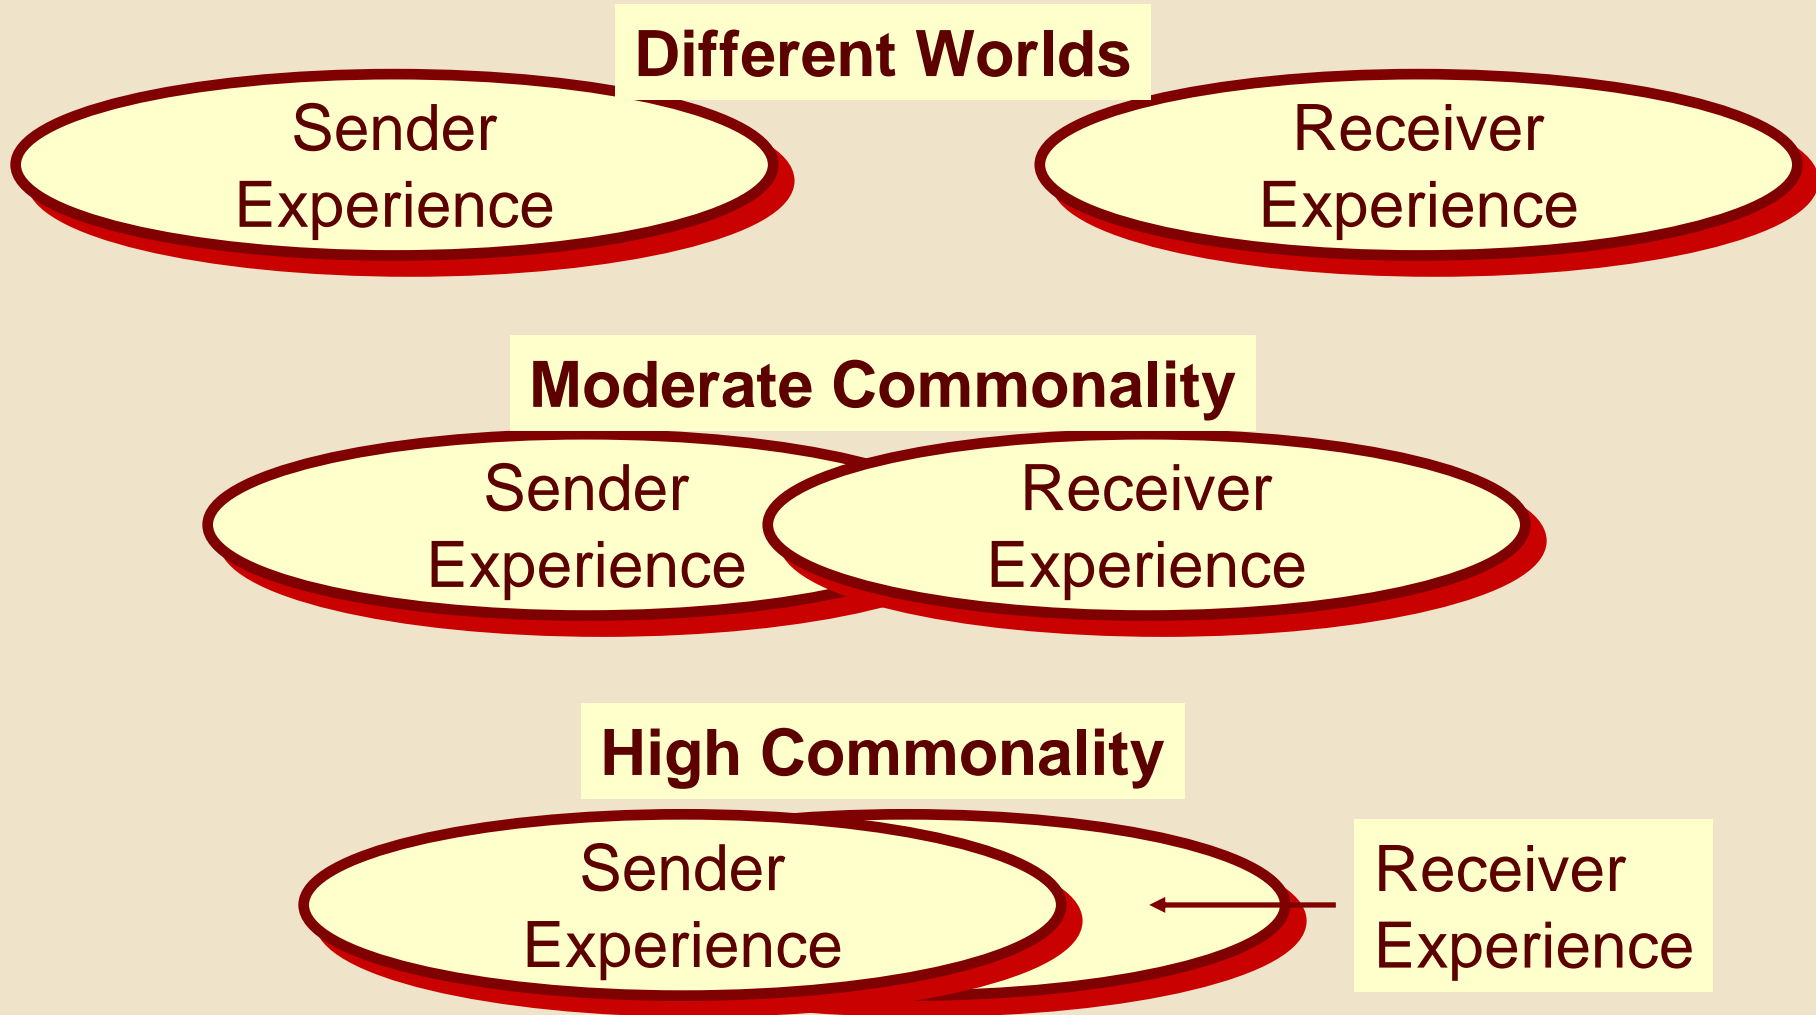 Different Worlds
Sender
Experience
Receiver
Experience
Moderate Commonality
Sender
Experience
Receiver
Experience
High Commonality
Sender
Experience
Receiver
Experience